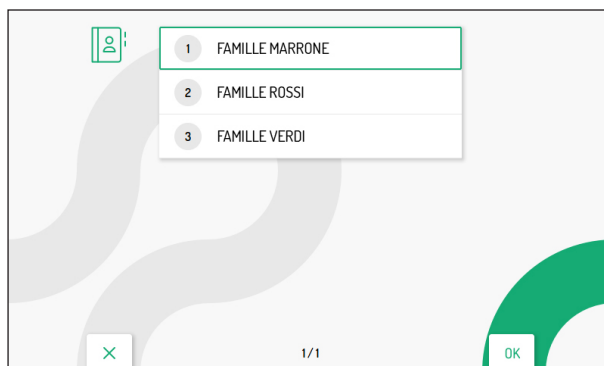 1 FAMILLE MARRONE
2 FAMILLE ROSSI
3 FAMILLE VERDI
1/1
OK